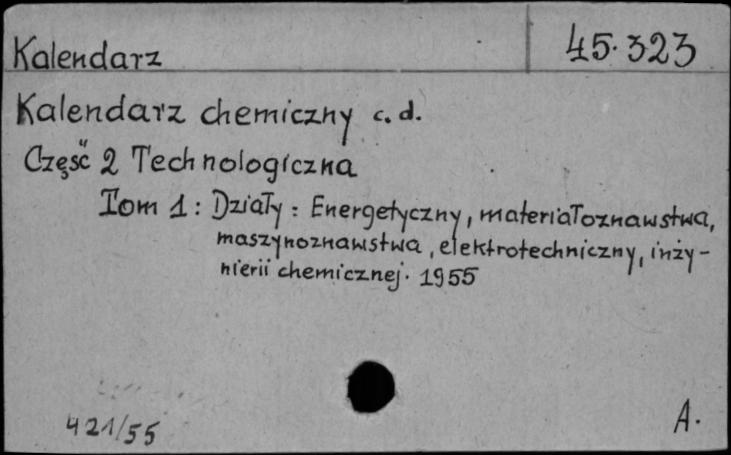 Kalendarz
45.323
Kalendarz chemiczny c.d.
Część 2 Technologiczna
Tom 1: Działy: Energetyczny, materiałoznawstwa,
maszynoznawstwa, elektrotechniczny, inży-
nierii chemicznej. 1955
421/55
A.